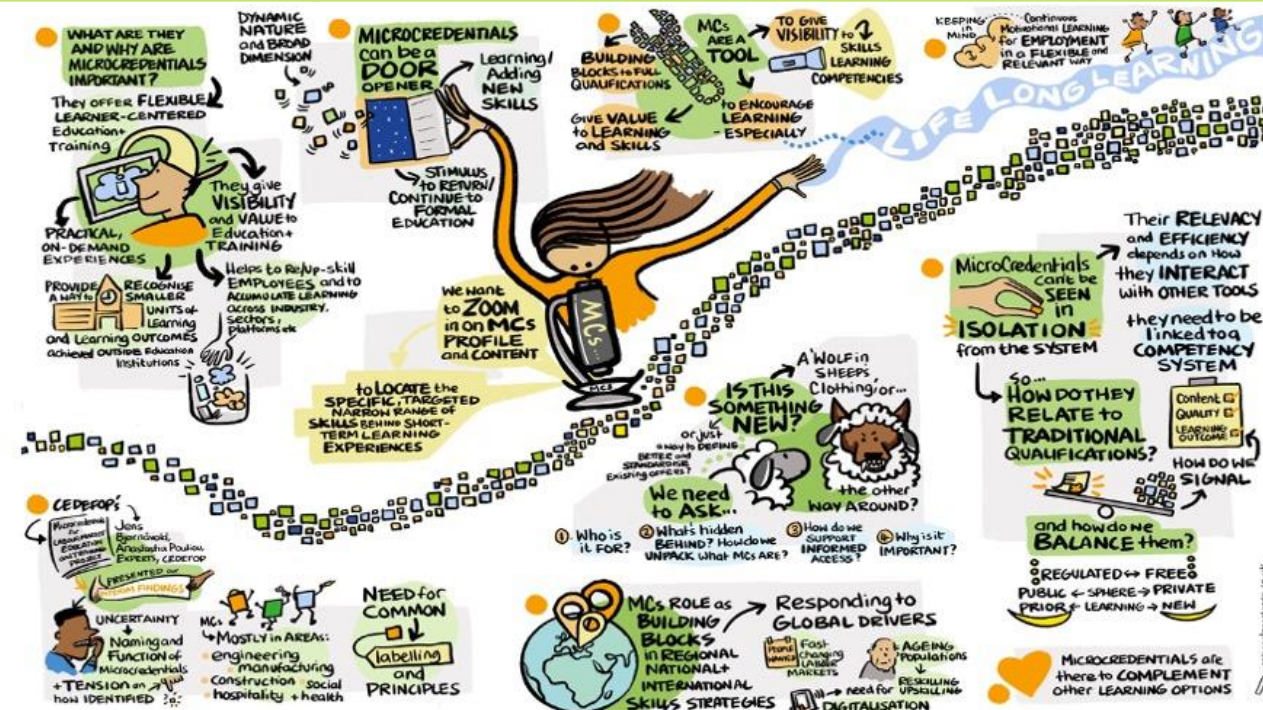 WHAT ARE THEY
AND WHY ARE
MICROCREDENTIALS
IMPORTANT?
They OFFER FLEXIBLE
LEARNER-CENTERED
Education+
Training
They give
VISIBILITY
and VALUE to
Education+
TRAINING
PRACTICAL,
ON-DEMAND
EXPERIENCES
PROVIDE
A WAY to
RECOGNISE
SMALLER
UNITS of
Learning
and Learning OUTCOMES
achieved OUTSIDE Education
Institutions
Helps to Re/up-skill
EMPLOYEES and to
ACCUMULATE LEARNING
across INDUSTRY,
sectors,
platforms etc
DYNAMIC
NATURE
and BROAD
DIMENSION
MICROCREDENTIALS
can be a
DOOR
OPENER
Learning/
Adding
NEW
SKILLS
STIMULUS
to RETURN/
CONTINUE to
FORMAL
EDUCATION
MCs
ARE A
TOOL
BUILDING
BLOCKS to FULL
QUALIFICATIONS
GIVE VALUE
to LEARNING
and SKILLS
TO GIVE
VISIBILITY to
SKILLS
LEARNING
COMPETENCIES
to ENCOURAGE
LEARNING
- ESPECIALLY
KEEPING
in
MIND
Continuous
Motivational LEARNING
for EMPLOYMENT
in a FLEXIBLE and
RELEVANT WAY
LIFE LONG LEARNING
We want
to ZOOM
in on MCs
PROFILE
and CONTENT
MCs...
MCs
to LOCATE the
SPECIFIC, TARGETED
NARROW RANGE OF
SKILLS BEHIND SHORT-
TERM LEARNING
EXPERIENCES
IS THIS
SOMETHING
NEW?
A 'WOLF in
SHEEPS
Clothing', or...
the other
WAY AROUND?
Or just
a way to DEFINE
BETTER and
STANDARDISE
Existing offers?
We need
to ASK...
1 Who is
it FOR?
2 What's hidden
BEHIND? How do we
UNPACK what MCs ARE?
3 How do we
SUPPORT
INFORMED
ACCESS?
4 Why is it
IMPORTANT?
MicroCredentials
can't be
SEEN
in
ISOLATION
from the SYSTEM
Their RELEVACY
and EFFICIENCY
depends on How
they INTERACT
with OTHER TOOLS
they need to be
linked to a
COMPETENCY
SYSTEM
So...
HOW DO THEY
RELATE to
TRADITIONAL
QUALIFICATIONS?
Content
QUALITY
LEARNING
OUTCOME
HOW DO WE
SIGNAL
and how do we
BALANCE them?
REGULATED ↔ FREE
PUBLIC ← SPHERE → PRIVATE
PRIOR ← LEARNING → NEW
MICROCREDENTIALS are
there to COMPLEMENT
other LEARNING OPTIONS
CEDEFOP's
Jens
Bjørnåvold,
Anastasia Pouliou,
EXPERTS, CEDEFOP
PRESENTED our
INTERIM FINDINGS
UNCERTAINTY
Naming and
FUNCTION of
Microcredentials
+ TENSION on
how IDENTIFIED
MCs
MOSTLY in AREAS:
engineering
manufacturing
construction social
hospitality + health
NEED for
COMMON
labelling
and
PRINCIPLES
MCs ROLE as
BUILDING
BLOCKS
in REGIONAL
NATIONAL+
INTERNATIONAL
SKILLS STRATEGIES
Responding to
GLOBAL DRIVERS
PEOPLE
WANTED
Fast
changing
LABOUR
MARKETS
AGEING
Populations
RESKILLING
UPSKILLING
need for
DIGITALISATION